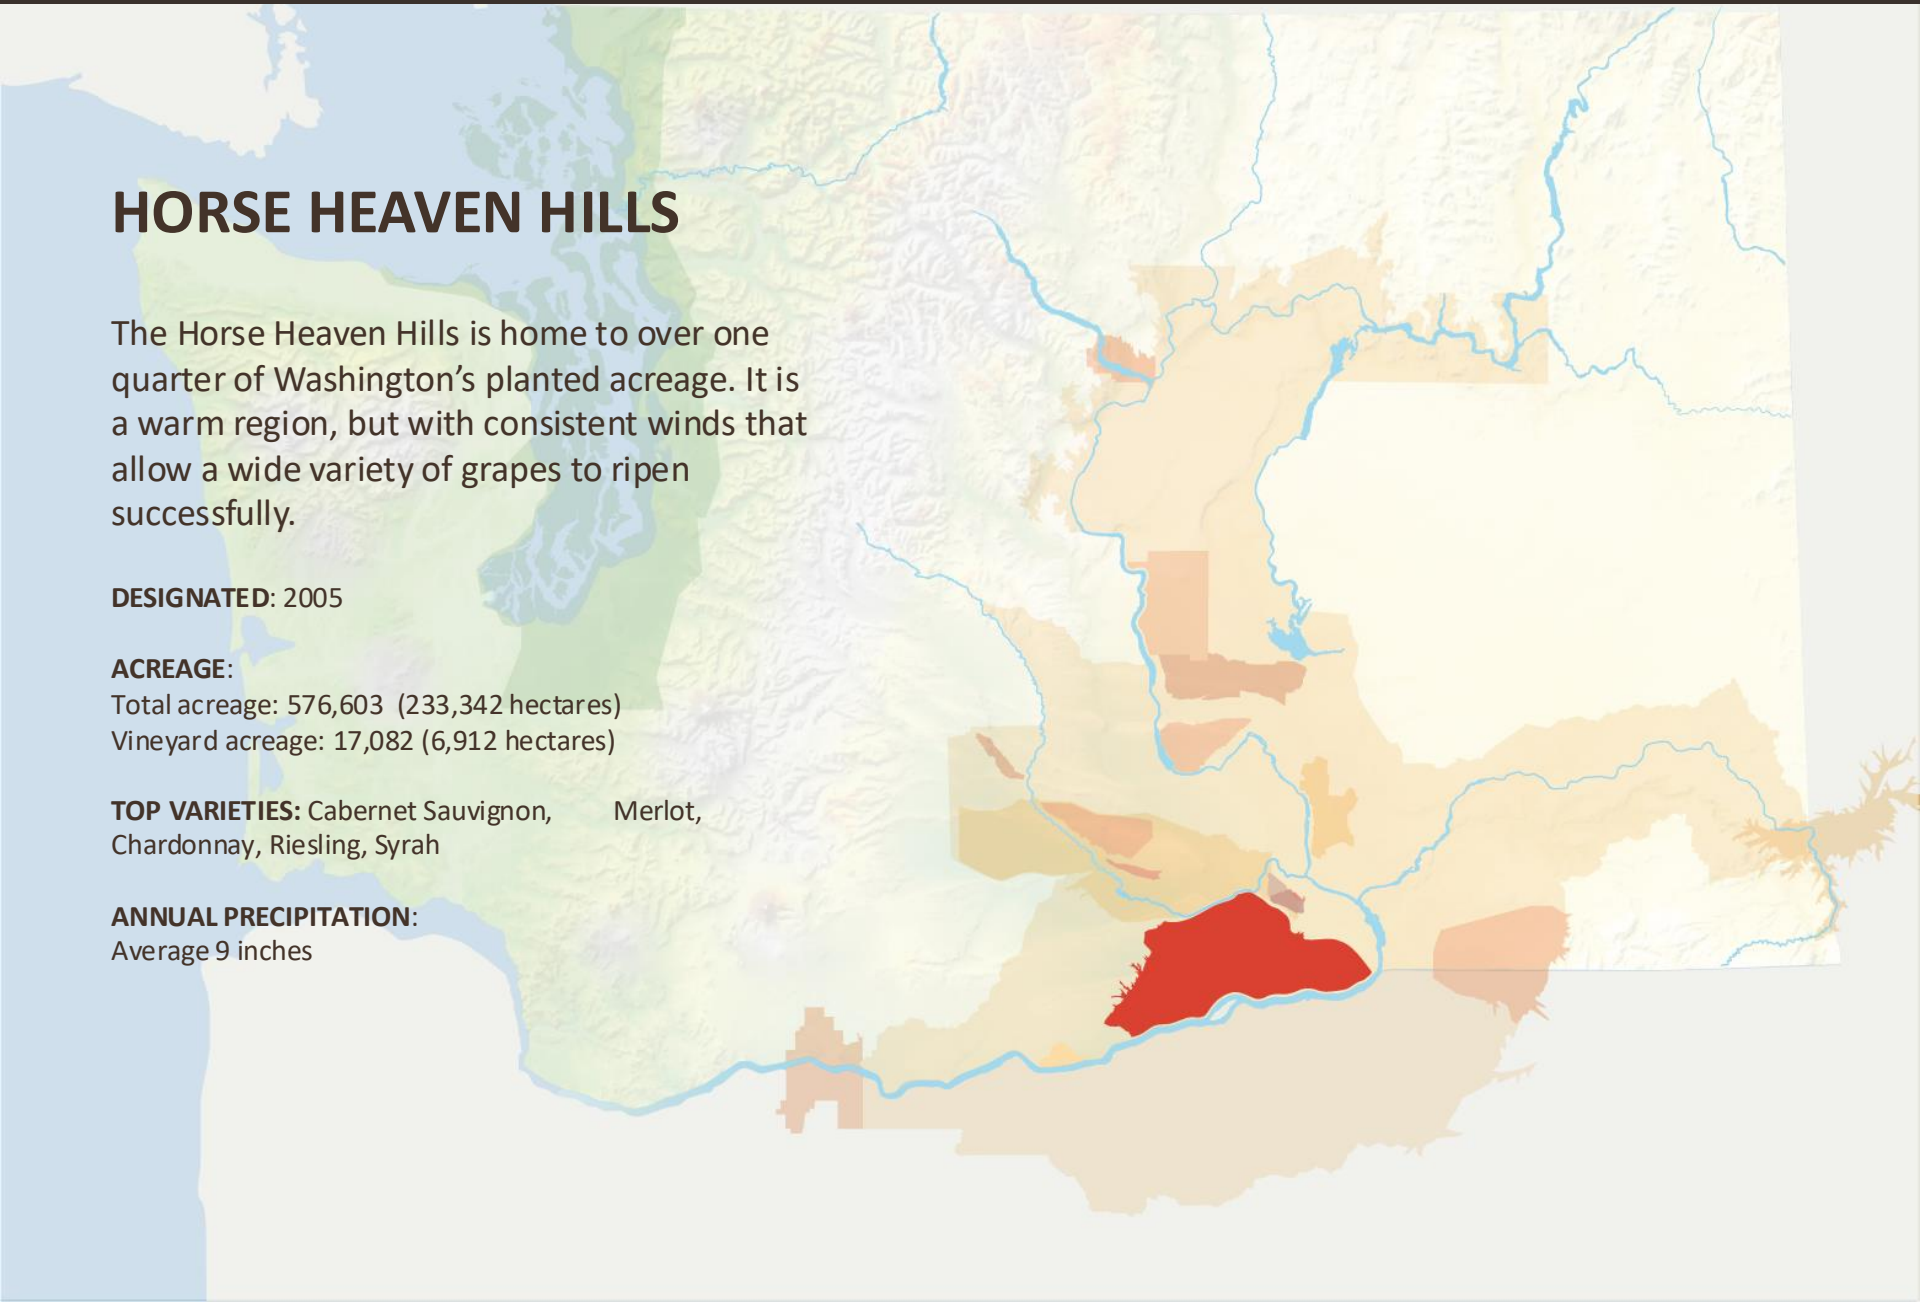 HORSE HEAVEN HILLS
The Horse Heaven Hills is home to over one
quarter of Washington’s planted acreage. It is
a warm region, but with consistent winds that
allow a wide variety of grapes to ripen
successfully.
DESIGNATED: 2005
ACREAGE:
Total acreage: 576,603 (233,342 hectares)
Vineyard acreage: 17,082 (6,912 hectares)
TOP VARIETIES: Cabernet Sauvignon, Merlot,
Chardonnay, Riesling, Syrah
ANNUAL PRECIPITATION:
Average 9 inches